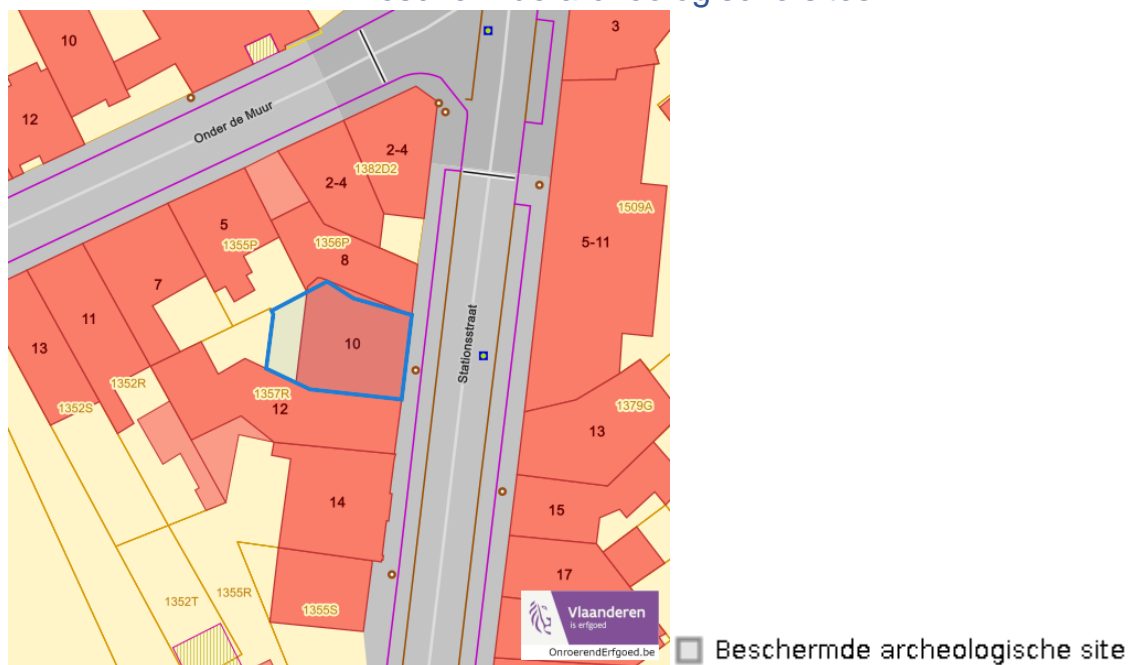 10
3
12
Onder de Muur
2-4
1382D2
2-4
1509A
5
1355P
1356P
8
5-11
7
11
13
10
Stationsstraat
1352R
1357R
12
1352S
1379G
13
14
15
17
1352T
1355R
1355S
Vlaanderen
is erfgoed
OnroerendErfgoed.be
Beschermde archeologische site